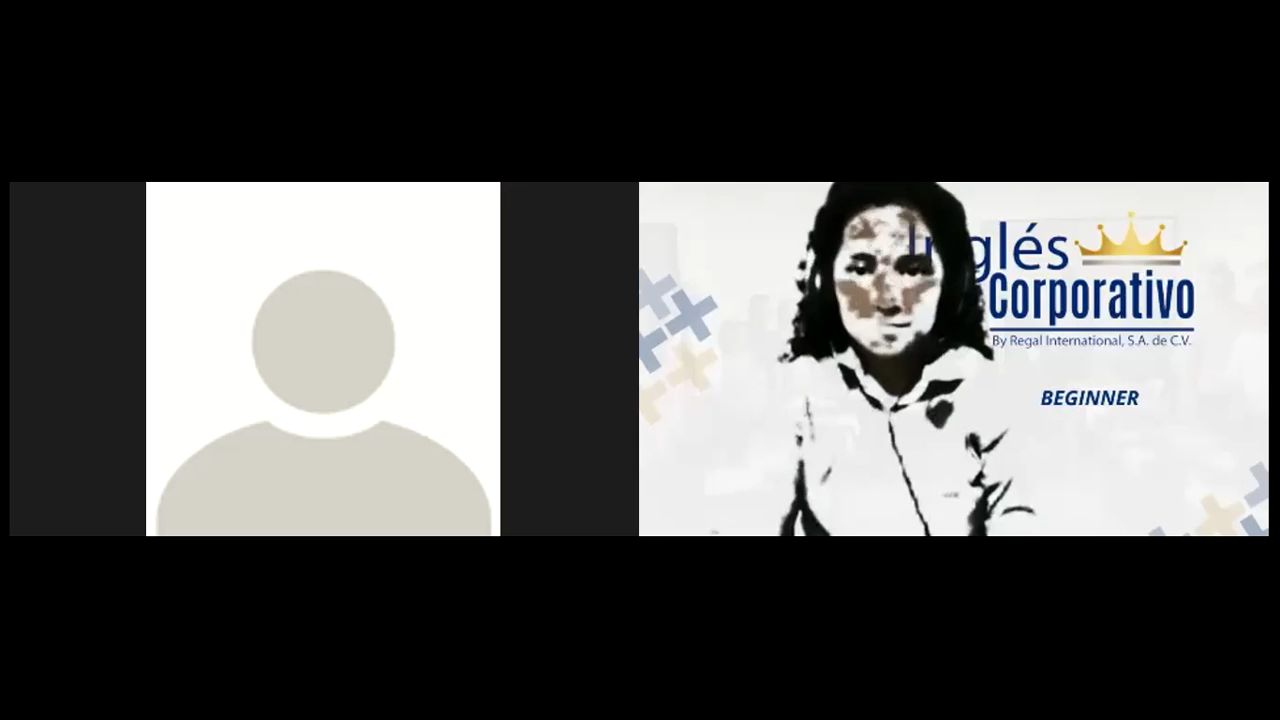 Inglés
Corporativo
By Regal International, S.A. de C.V.
BEGINNER